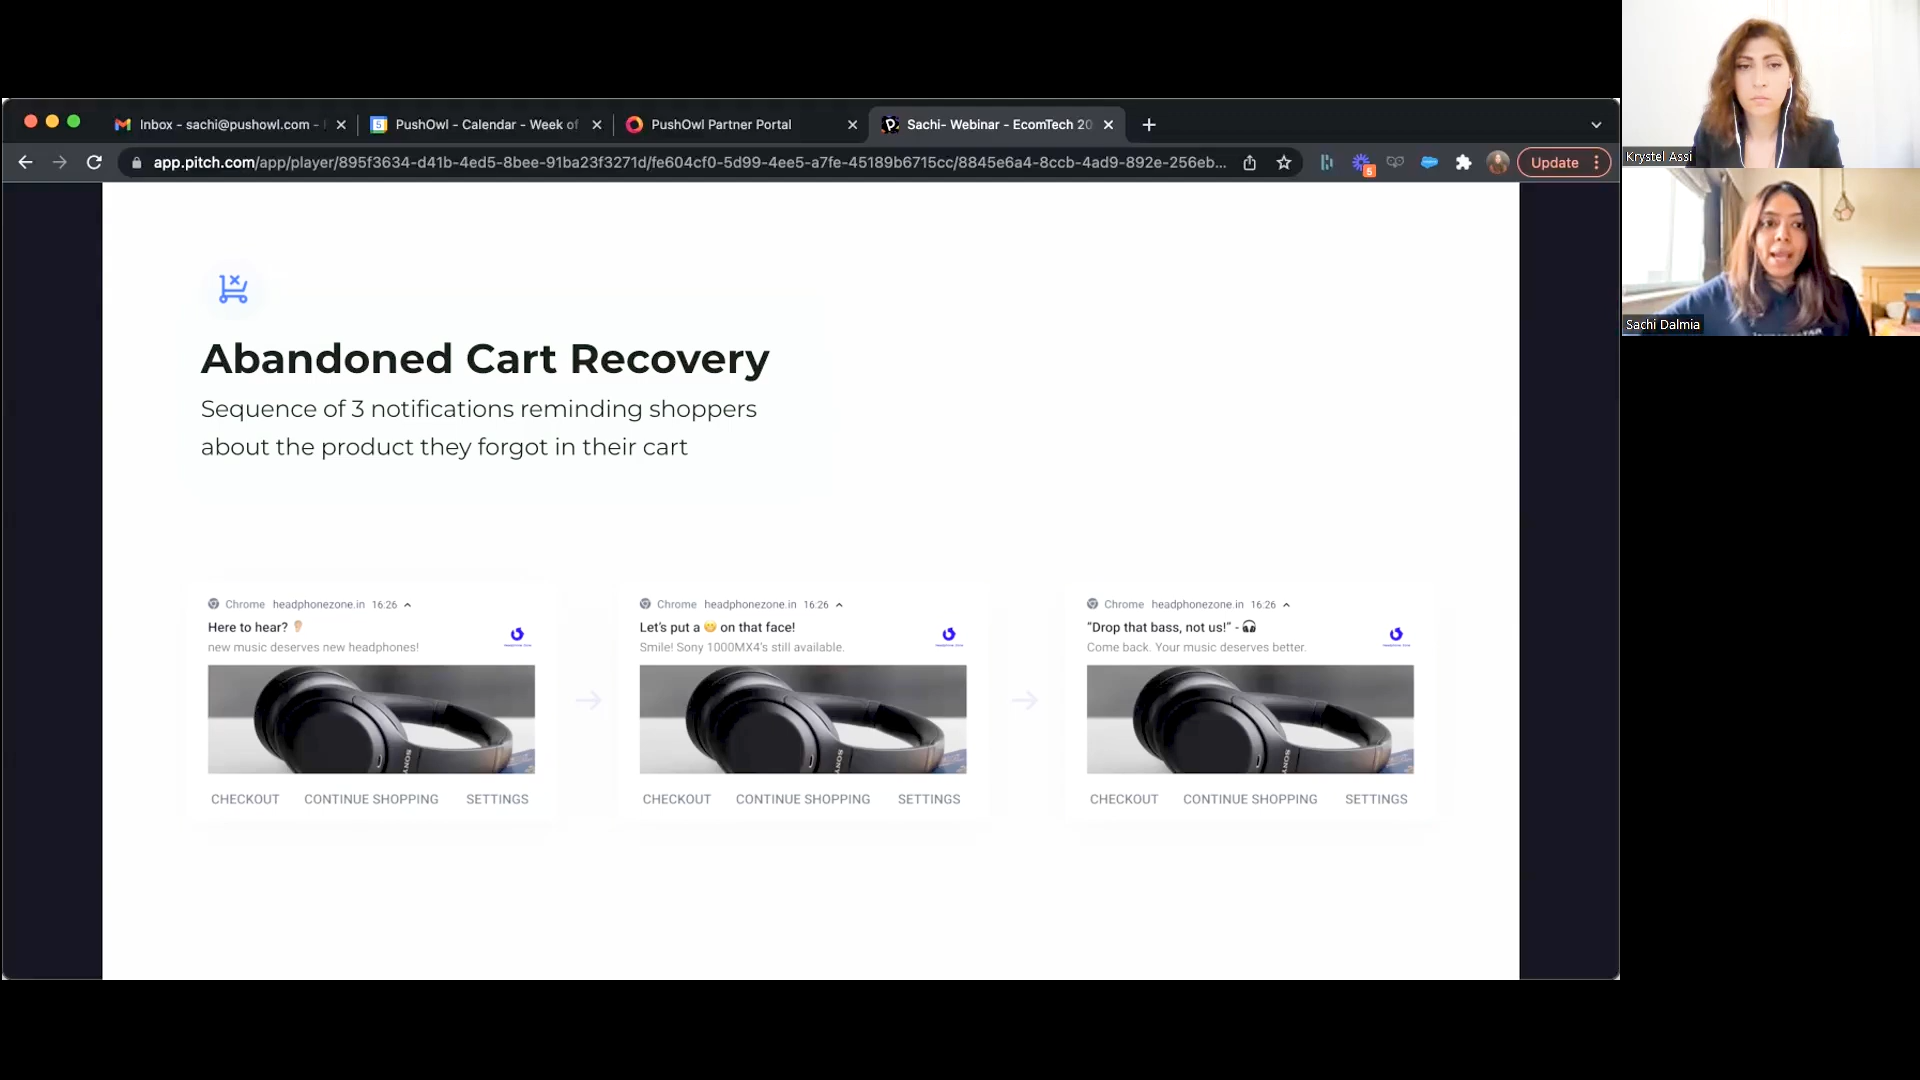 Inbox - sachi@pushowl.com -
PushOwl - Calendar - Week of
PushOwl Partner Portal
Sachi- Webinar - EcomTech 20
app.pitch.com/app/player/895f3634-d41b-4ed5-8bee-91ba23f3271d/fe604cf0-5d99-4ee5-a7fe-45189b6715cc/8845e6a4-8ccb-4ad9-892e-256eb...
5
Update
Krystel Assi
Sachi Dalmia
Abandoned Cart Recovery
Sequence of 3 notifications reminding shoppers
about the product they forgot in their cart
Chrome headphonezone.in 16:26
Here to hear? 👂🏼
new music deserves new headphones!
SONY
CHECKOUT CONTINUE SHOPPING SETTINGS
Chrome headphonezone.in 16:26
Let's put a 😁 on that face!
Smile! Sony 1000MX4's still available.
SONY
CHECKOUT CONTINUE SHOPPING SETTINGS
Chrome headphonezone.in 16:26
"Drop that bass, not us!" - 🎧
Come back. Your music deserves better.
SONY
CHECKOUT CONTINUE SHOPPING SETTINGS